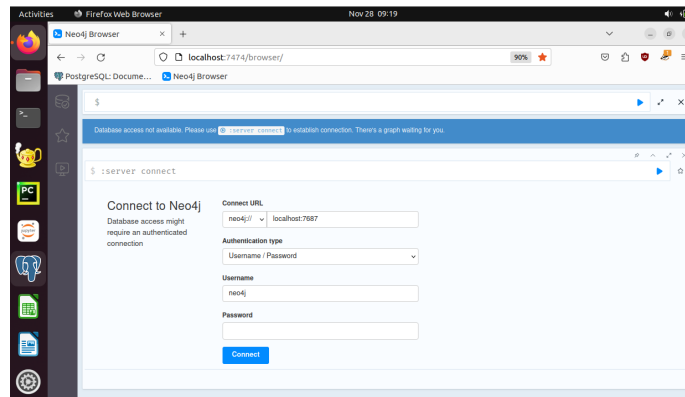 Activities Firefox Web Browser Nov 28 09:19
Neo4j Browser × +
localhost:7474/browser/ 90%
PostgreSQL: Docume... Neo4j Browser
$
Database access not available. Please use :server connect to establish connection. There's a graph waiting for you.
$ :server connect
Connect to Neo4j
Database access might
require an authenticated
connection
Connect URL
neo4j:// localhost:7687
Authentication type
Username / Password
Username
neo4j
Password
Connect
PC
jupyter